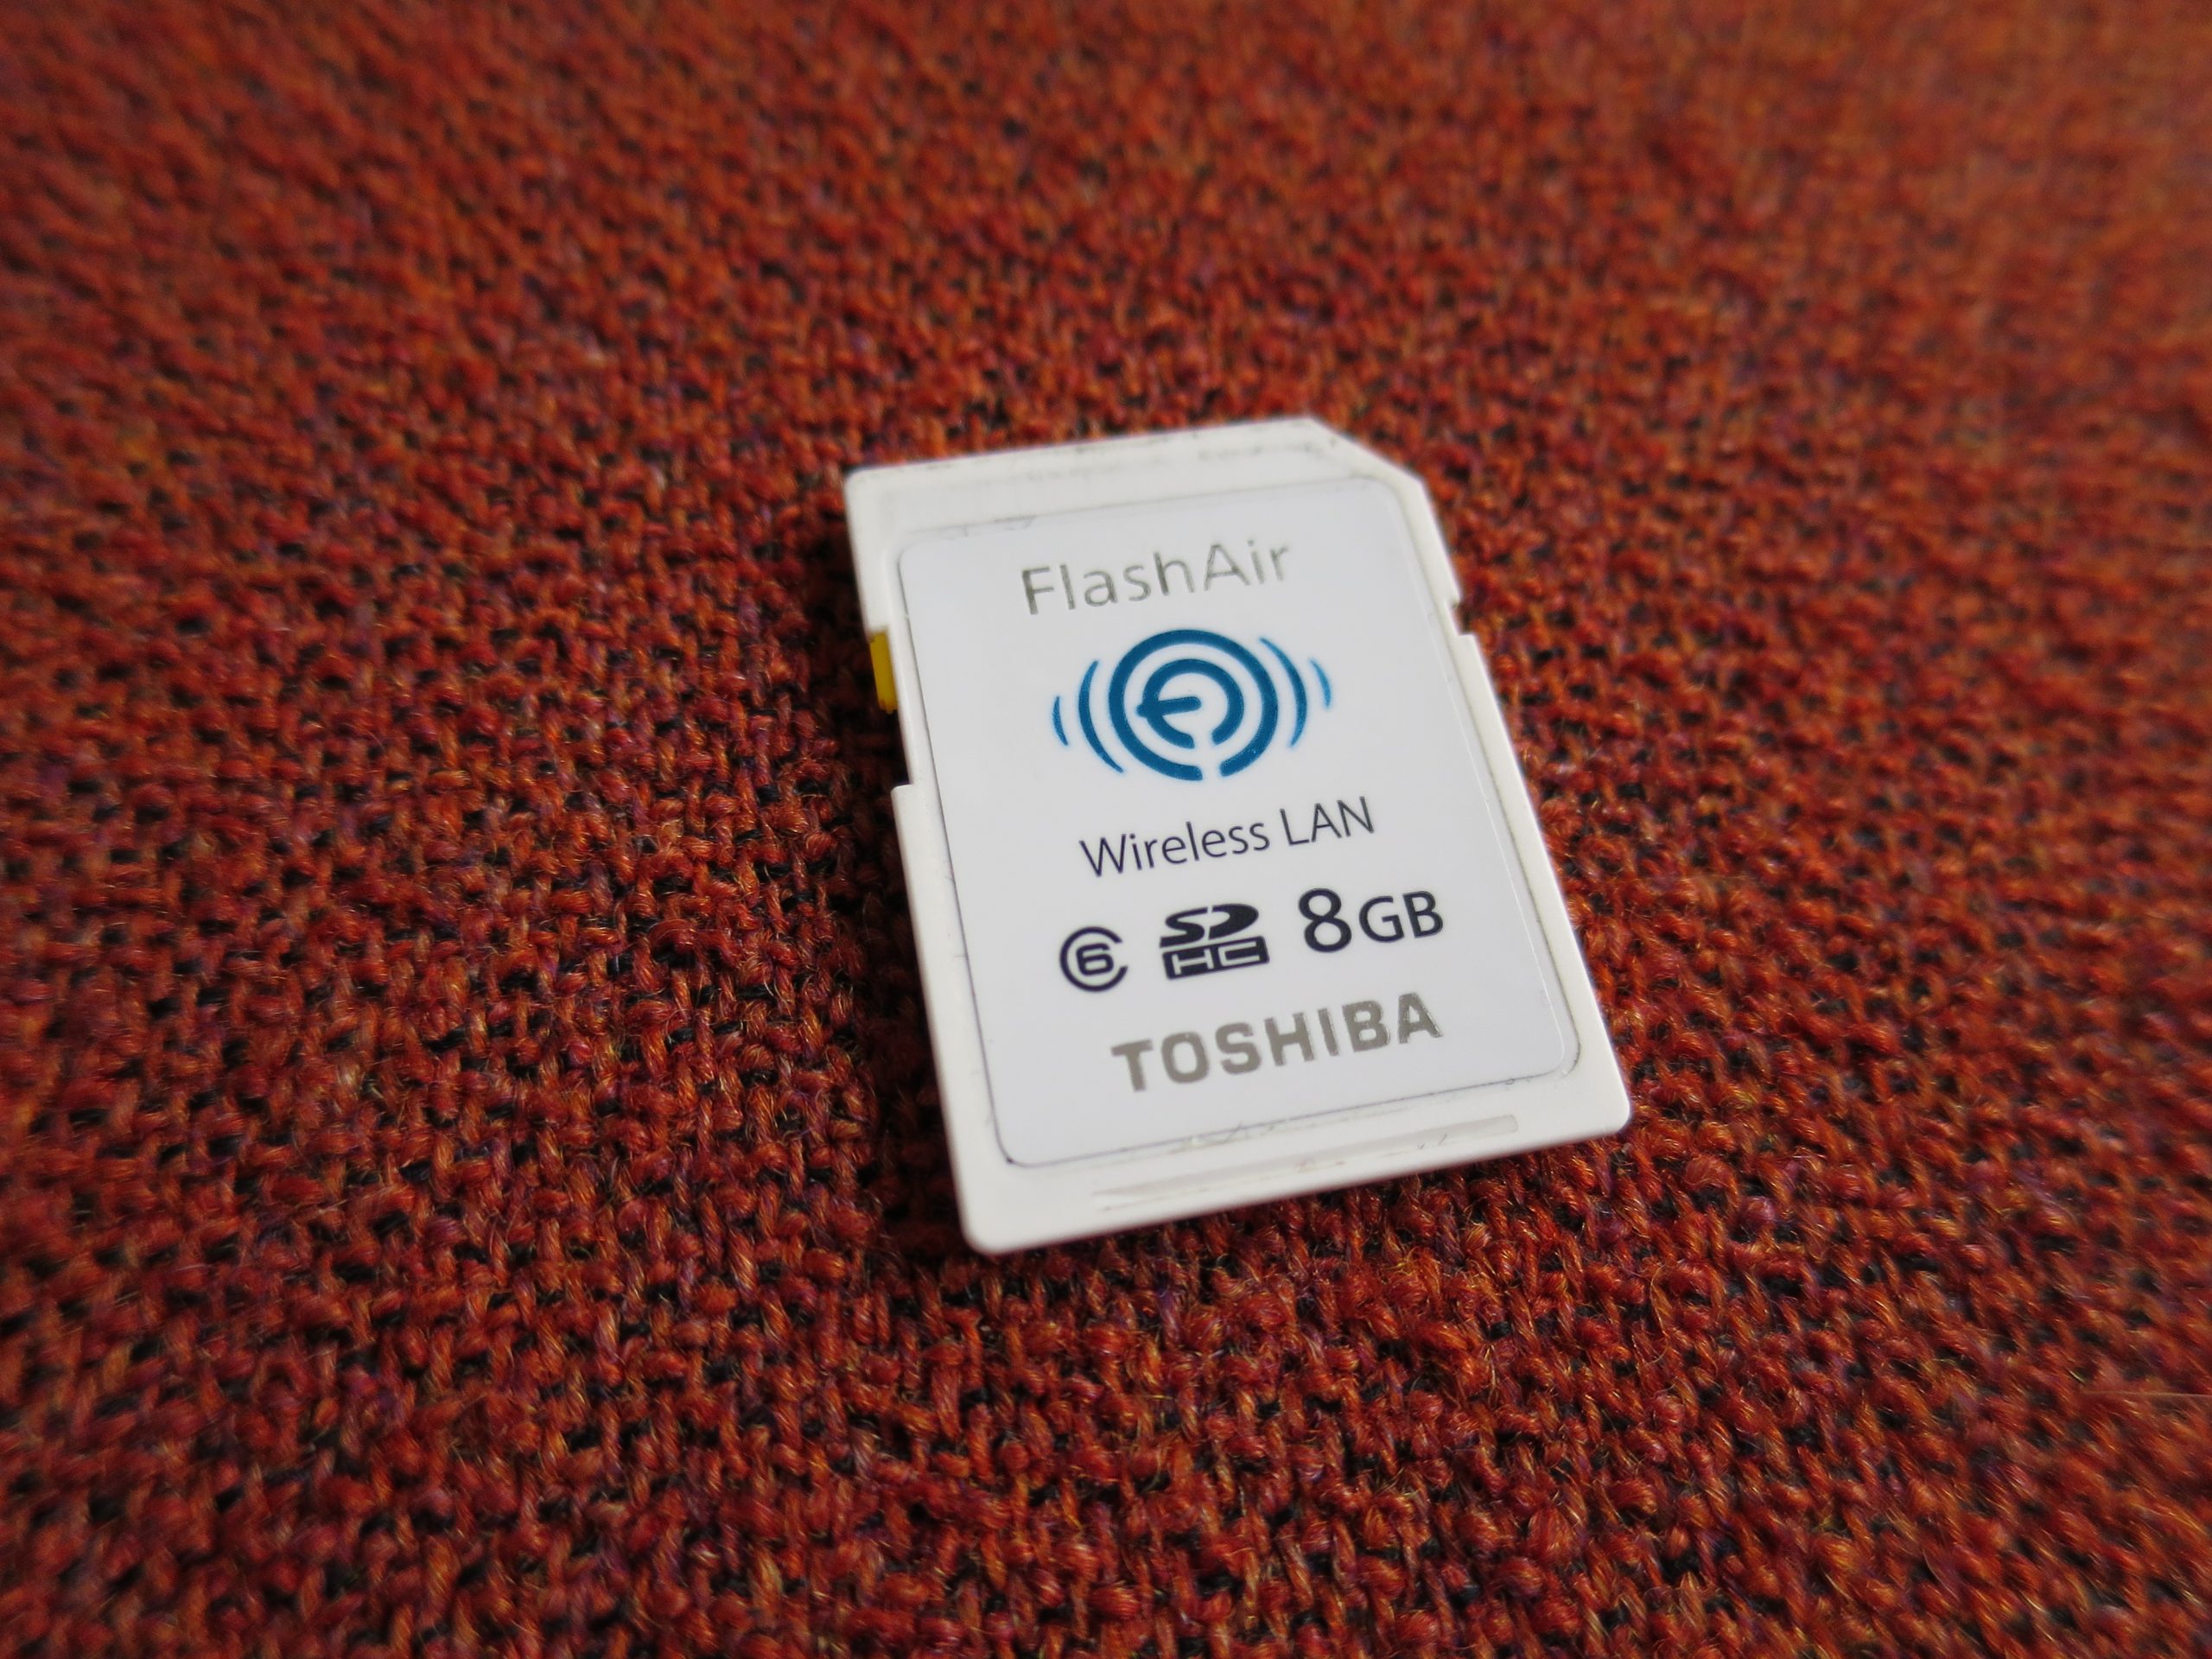 FlashAir
Wireless LAN
6 SD HC 8GB
TOSHIBA